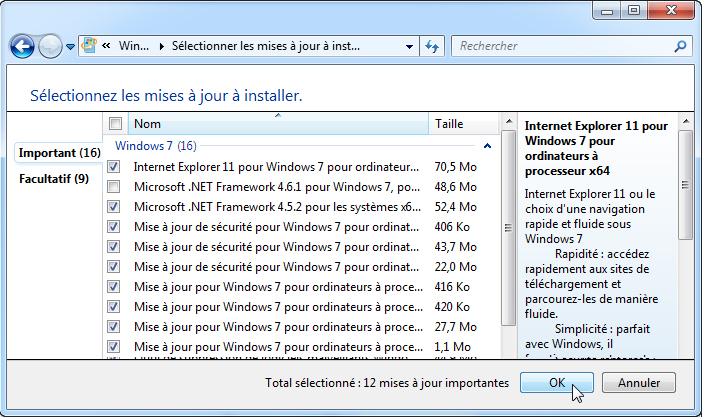 « Win... ▸ Sélectionner les mises à jour à inst...
Rechercher
Sélectionnez les mises à jour à installer.
Important (16)
Facultatif (9)
Nom Taille
Windows 7 (16)
Internet Explorer 11 pour Windows 7 pour ordinateur... 70,5 Mo
Microsoft .NET Framework 4.6.1 pour Windows 7, po... 48,6 Mo
Microsoft .NET Framework 4.5.2 pour les systèmes x6... 52,4 Mo
Mise à jour de sécurité pour Windows 7 pour ordinat... 406 Ko
Mise à jour de sécurité pour Windows 7 pour ordinat... 43,7 Mo
Mise à jour de sécurité pour Windows 7 pour ordinat... 22,0 Mo
Mise à jour pour Windows 7 pour ordinateurs à proce... 416 Ko
Mise à jour pour Windows 7 pour ordinateurs à proce... 420 Ko
Mise à jour pour Windows 7 pour ordinateurs à proce... 27,7 Mo
Mise à jour pour Windows 7 pour ordinateurs à proce... 1,1 Mo
Internet Explorer 11 pour
Windows 7 pour
ordinateurs à
processeur x64
Internet Explorer 11 ou le
choix d'une navigation
rapide et fluide sous
Windows 7
Rapidité : accédez
rapidement aux sites de
téléchargement et
parcourez-les de manière
fluide.
Simplicité : parfait
avec Windows, il
Total sélectionné : 12 mises à jour importantes
OK
Annuler